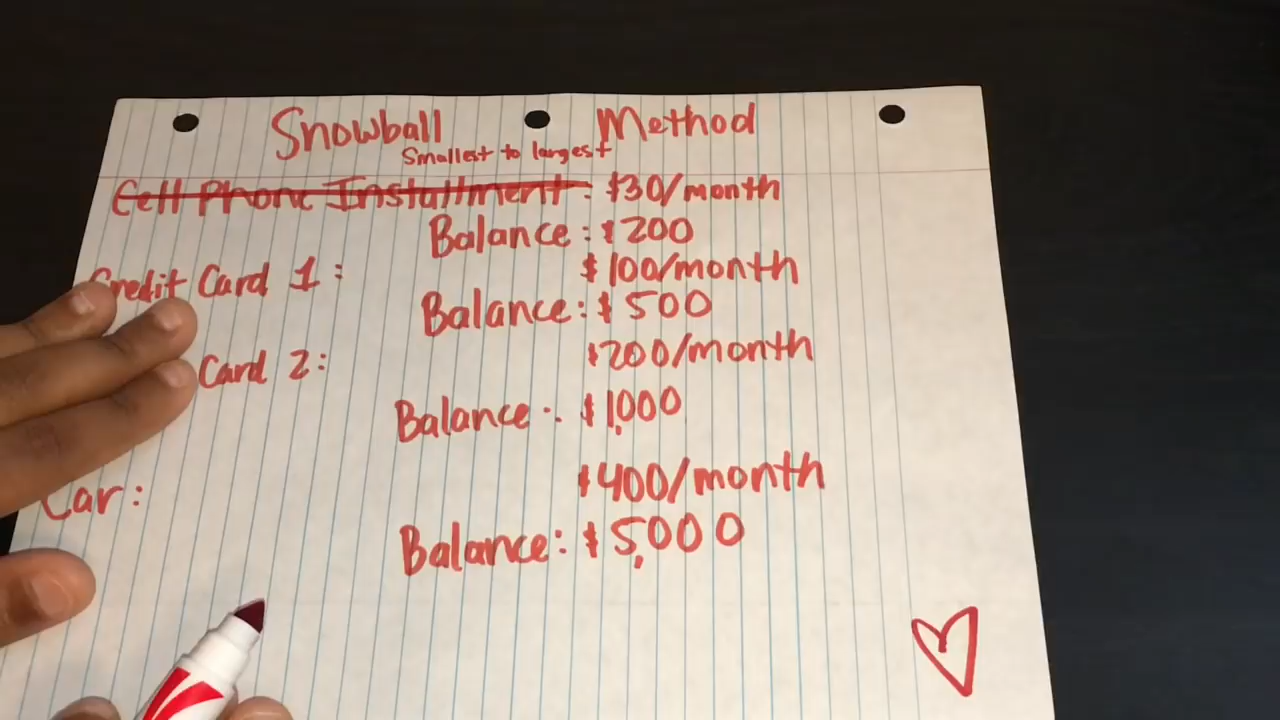 Snowball Method
Smallest to largest
Cell Phone Installment: $30/month
Balance: $200
Credit Card 1: $100/month
Balance: $500
Card 2: $200/month
Balance: $1,000
Car: $400/month
Balance: $5,000